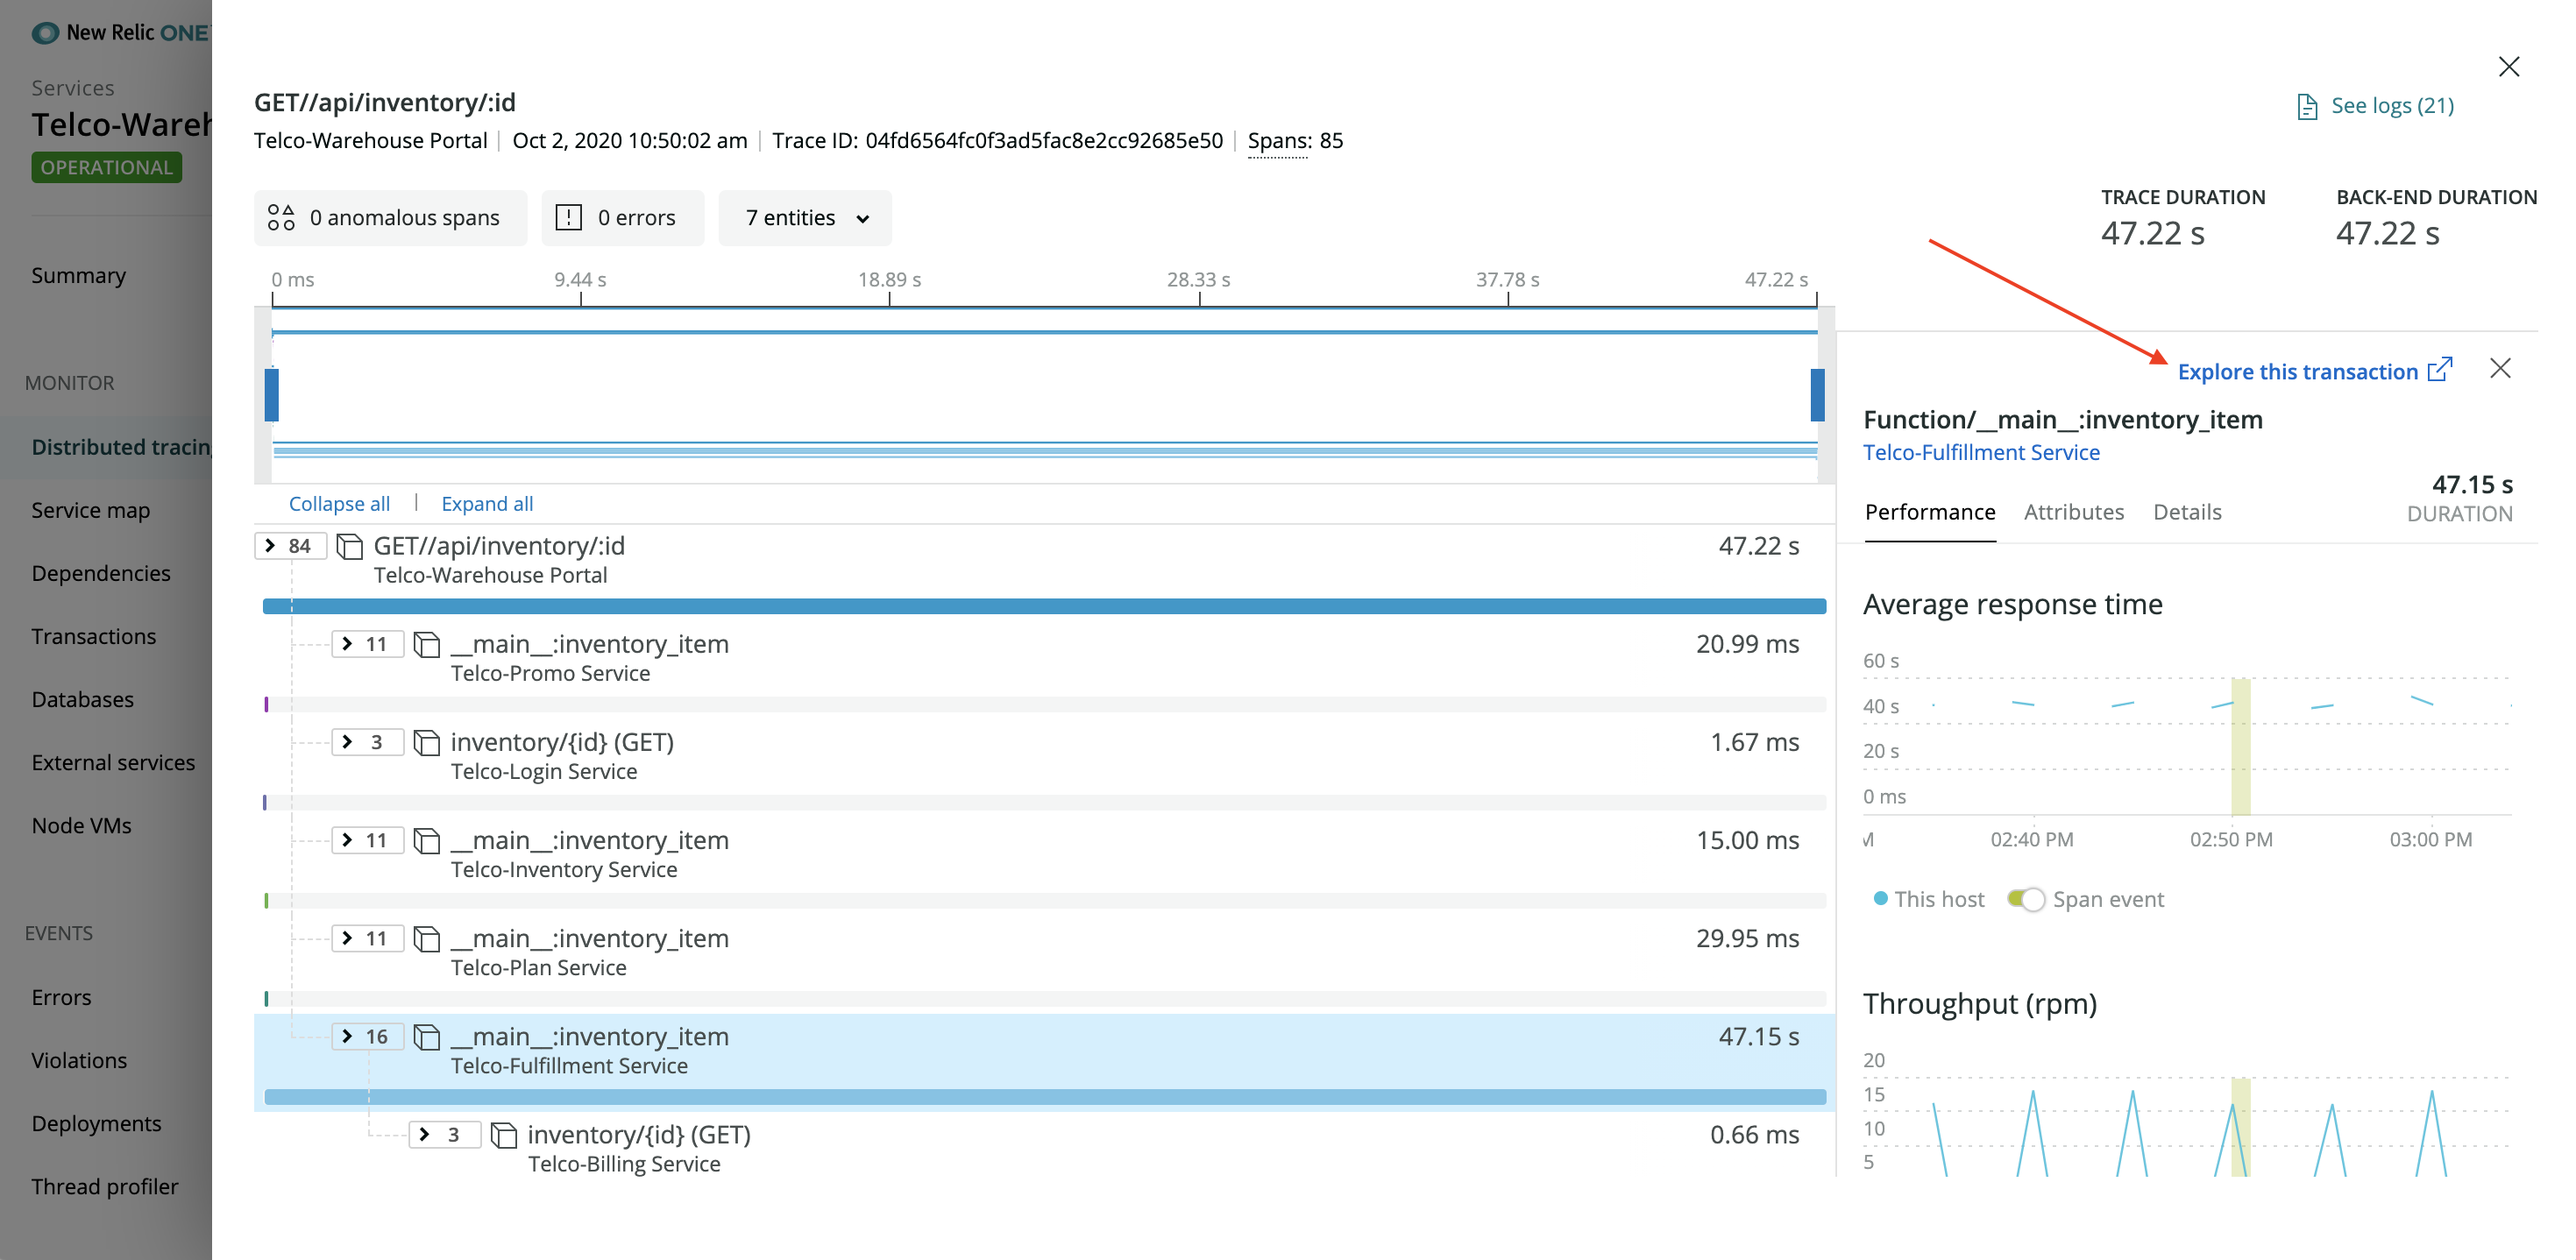 New Relic ONE
Services
Telco-Wareh
OPERATIONAL
Summary
MONITOR
Distributed tracing
Service map
Dependencies
Transactions
Databases
External services
Node VMs
EVENTS
Errors
Violations
Deployments
Thread profiler
GET//api/inventory/:id
See logs (21)
Telco-Warehouse Portal | Oct 2, 2020 10:50:02 am | Trace ID: 04fd6564fc0f3ad5fac8e2cc92685e50 | Spans: 85
0 anomalous spans
0 errors
7 entities
TRACE DURATION
47.22 s
BACK-END DURATION
47.22 s
0 ms 9.44 s 18.89 s 28.33 s 37.78 s 47.22 s
Collapse all | Expand all
84 GET//api/inventory/:id 47.22 s
Telco-Warehouse Portal
11 __main__:inventory_item 20.99 ms
Telco-Promo Service
3 inventory/{id} (GET) 1.67 ms
Telco-Login Service
11 __main__:inventory_item 15.00 ms
Telco-Inventory Service
11 __main__:inventory_item 29.95 ms
Telco-Plan Service
16 __main__:inventory_item 47.15 s
Telco-Fulfillment Service
3 inventory/{id} (GET) 0.66 ms
Telco-Billing Service
Explore this transaction
Function/__main__:inventory_item
Telco-Fulfillment Service
47.15 s
DURATION
Performance Attributes Details
Average response time
60 s
40 s
20 s
0 ms
M 02:40 PM 02:50 PM 03:00 PM
This host Span event
Throughput (rpm)
20
15
10
5